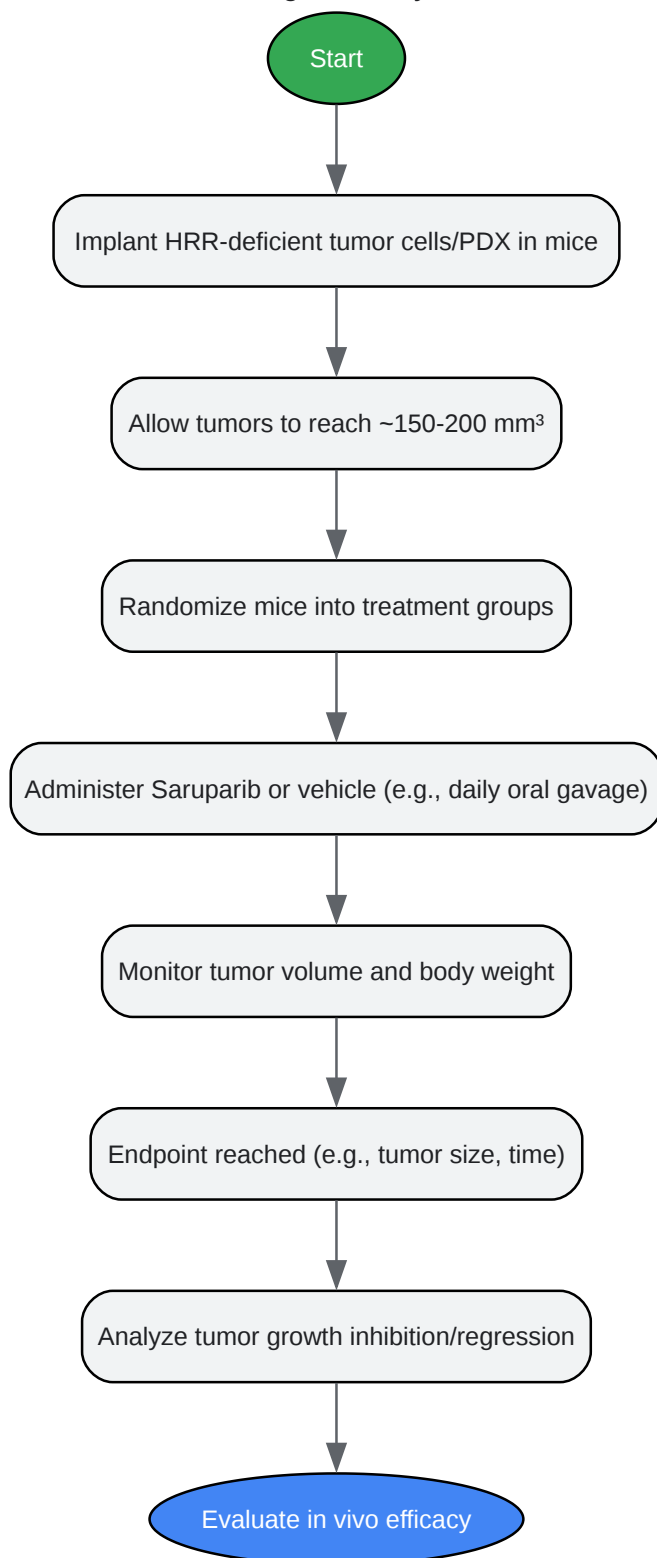 Start
Implant HRR-deficient tumor cells/PDX in mice
Allow tumors to reach ~150-200 mm³
Randomize mice into treatment groups
Administer Saruparib or vehicle (e.g., daily oral gavage)
Monitor tumor volume and body weight
Endpoint reached (e.g., tumor size, time)
Analyze tumor growth inhibition/regression
Evaluate in vivo efficacy